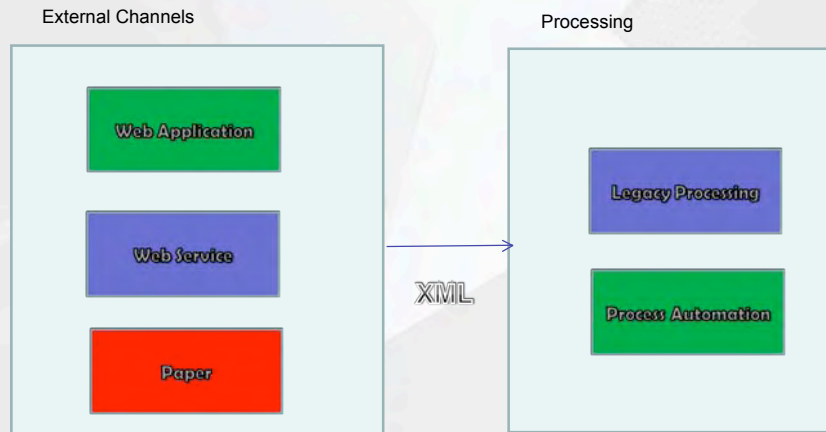 External Channels
Processing
Web Application
Web Service
Paper
XML
Legacy Processing
Process Automation